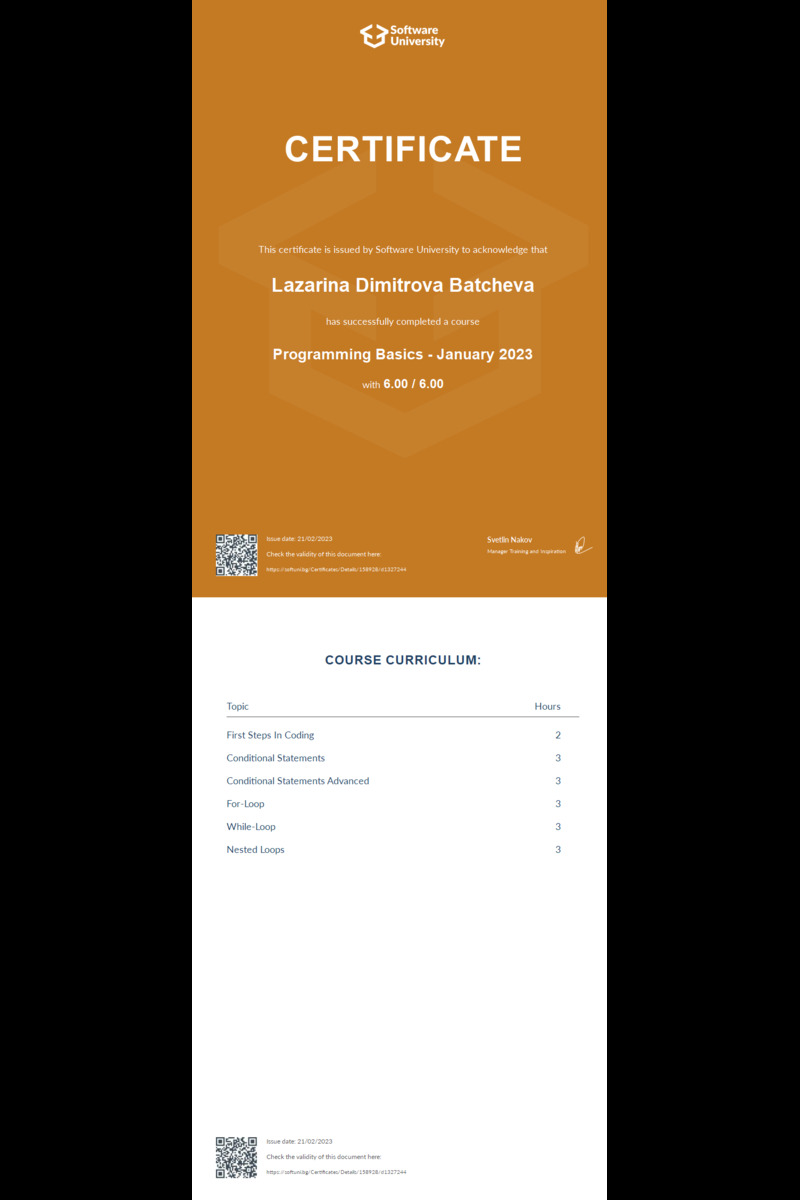 Software
University
CERTIFICATE
This certificate is issued by Software University to acknowledge that
Lazarina Dimitrova Batcheva
has successfully completed a course
Programming Basics - January 2023
with 6.00 / 6.00
Issue date: 21/02/2023
Check the validity of this document here:
https://softuni.bg/Certificates/Details/158928/d1327244
Svetlin Nakov
Manager Training and Inspiration
COURSE CURRICULUM:
Topic Hours
First Steps In Coding 2
Conditional Statements 3
Conditional Statements Advanced 3
For-Loop 3
While-Loop 3
Nested Loops 3
Issue date: 21/02/2023
Check the validity of this document here:
https://softuni.bg/Certificates/Details/158928/d1327244